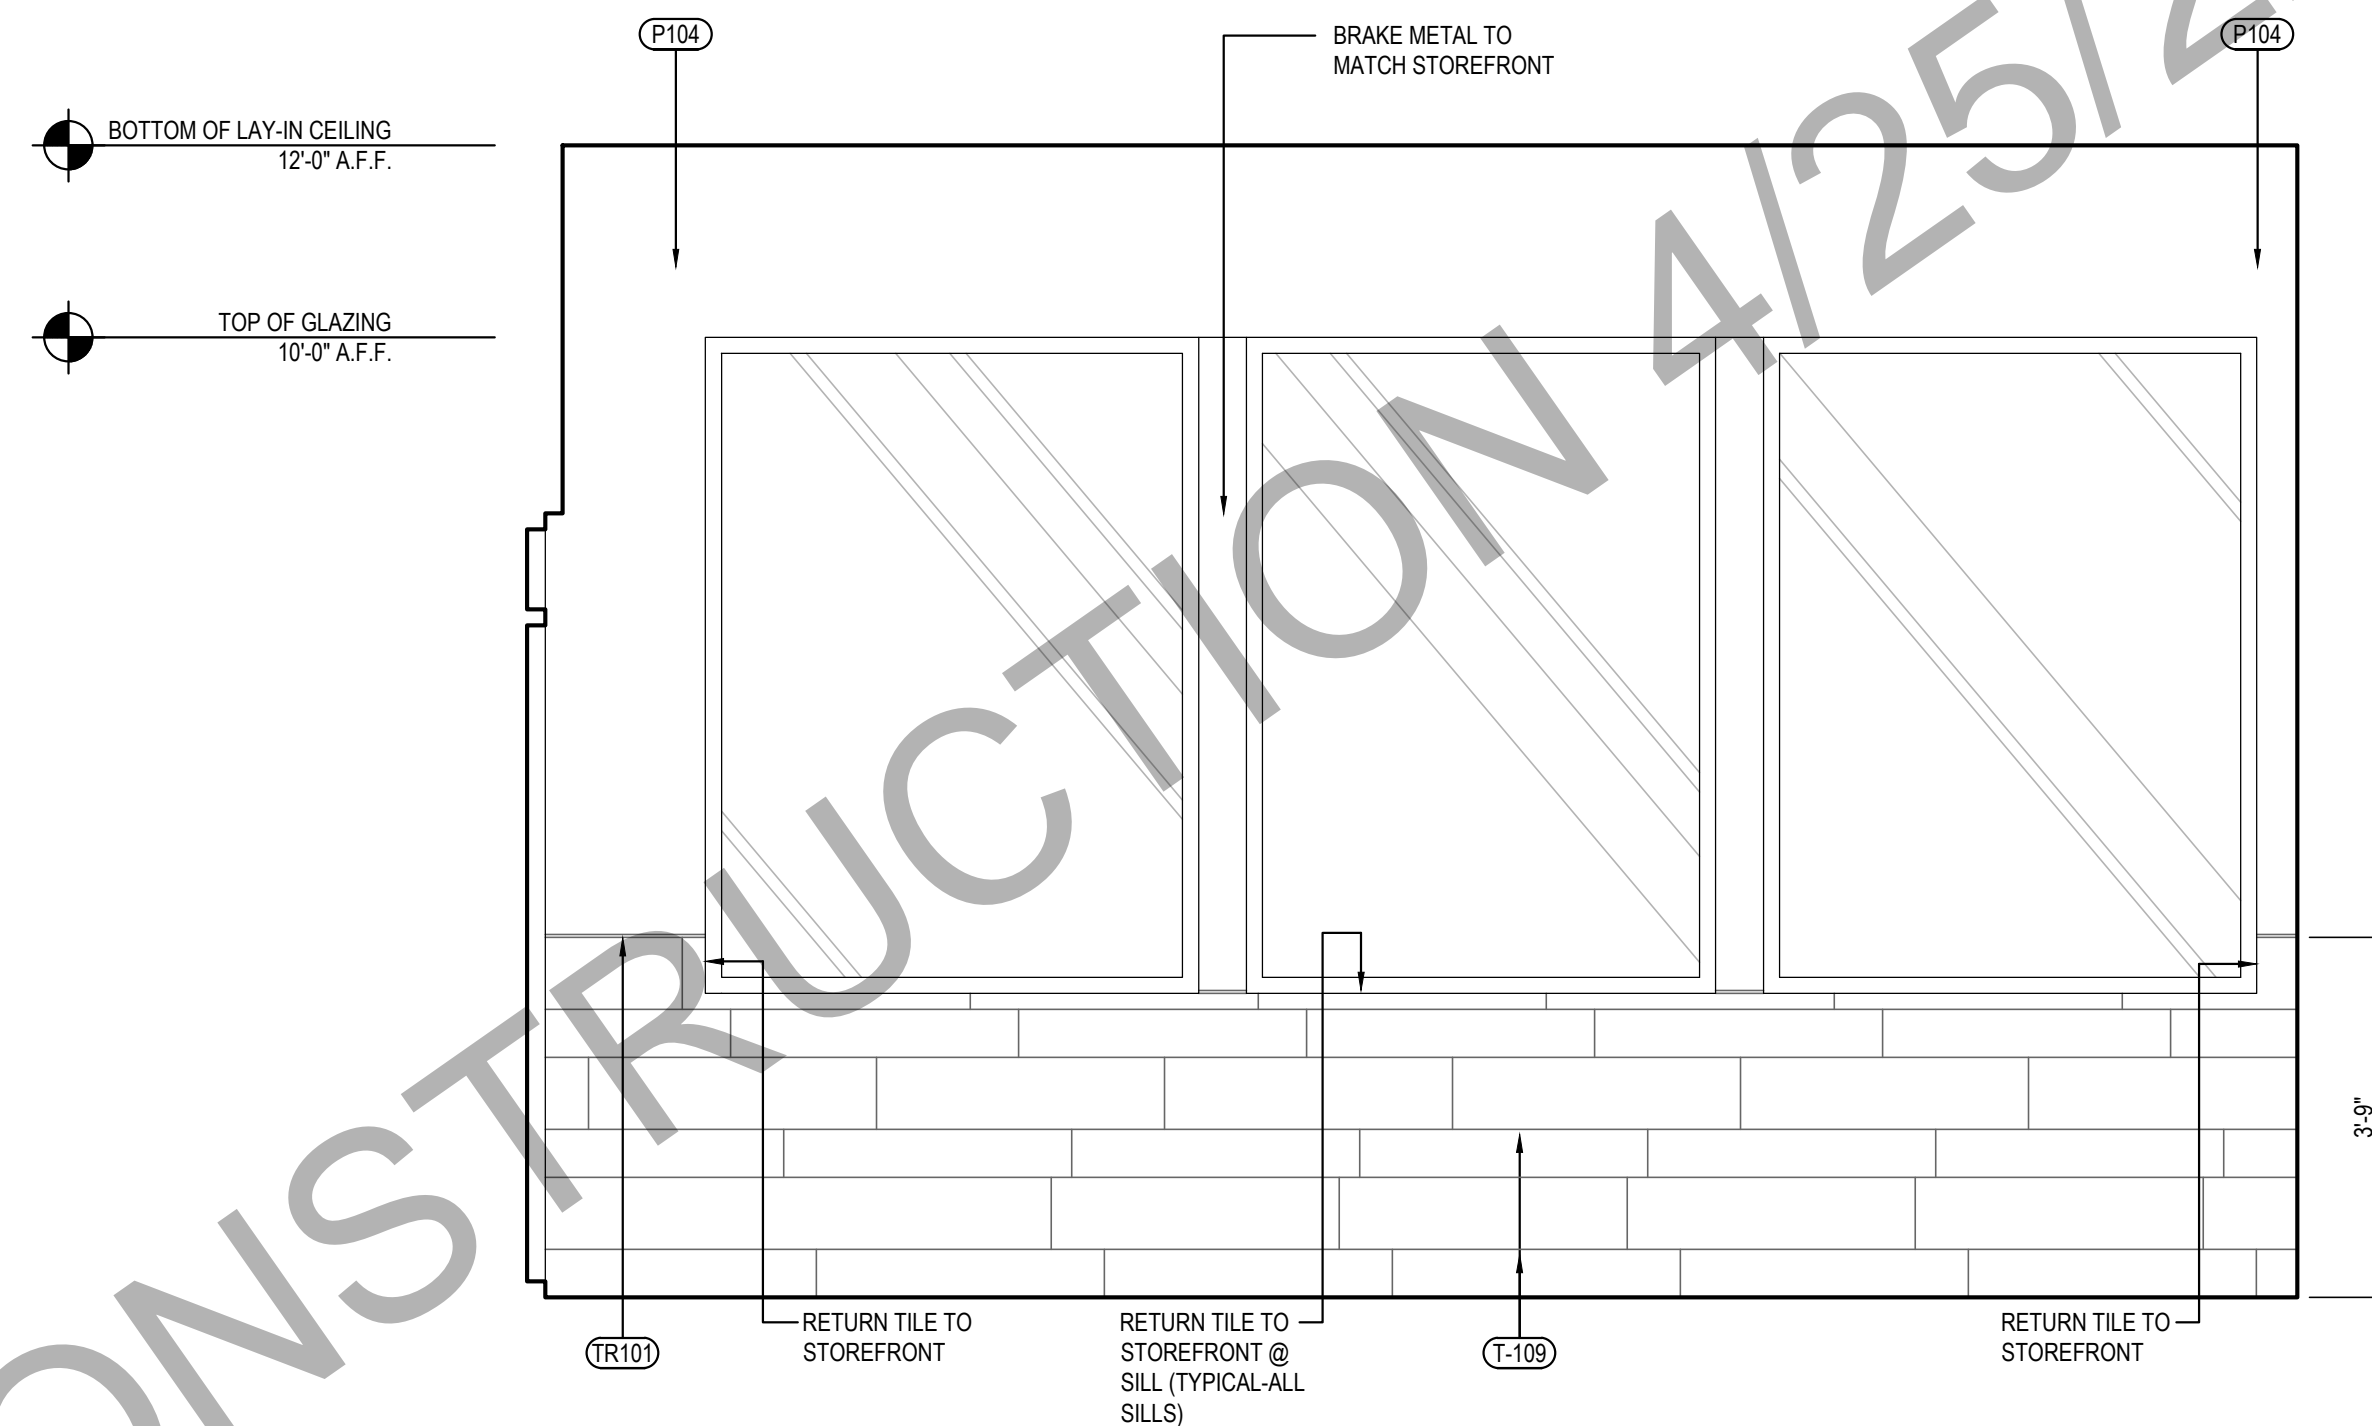 P104
BRAKE METAL TO
MATCH STOREFRONT
P104
BOTTOM OF LAY-IN CEILING
12'-0" A.F.F.
TOP OF GLAZING
10'-0" A.F.F.
3'-9"
RETURN TILE TO
STOREFRONT
RETURN TILE TO
STOREFRONT @
SILL (TYPICAL-ALL
SILLS)
RETURN TILE TO
STOREFRONT
TR101
T-109
ONSTRUCTION 4/25/2